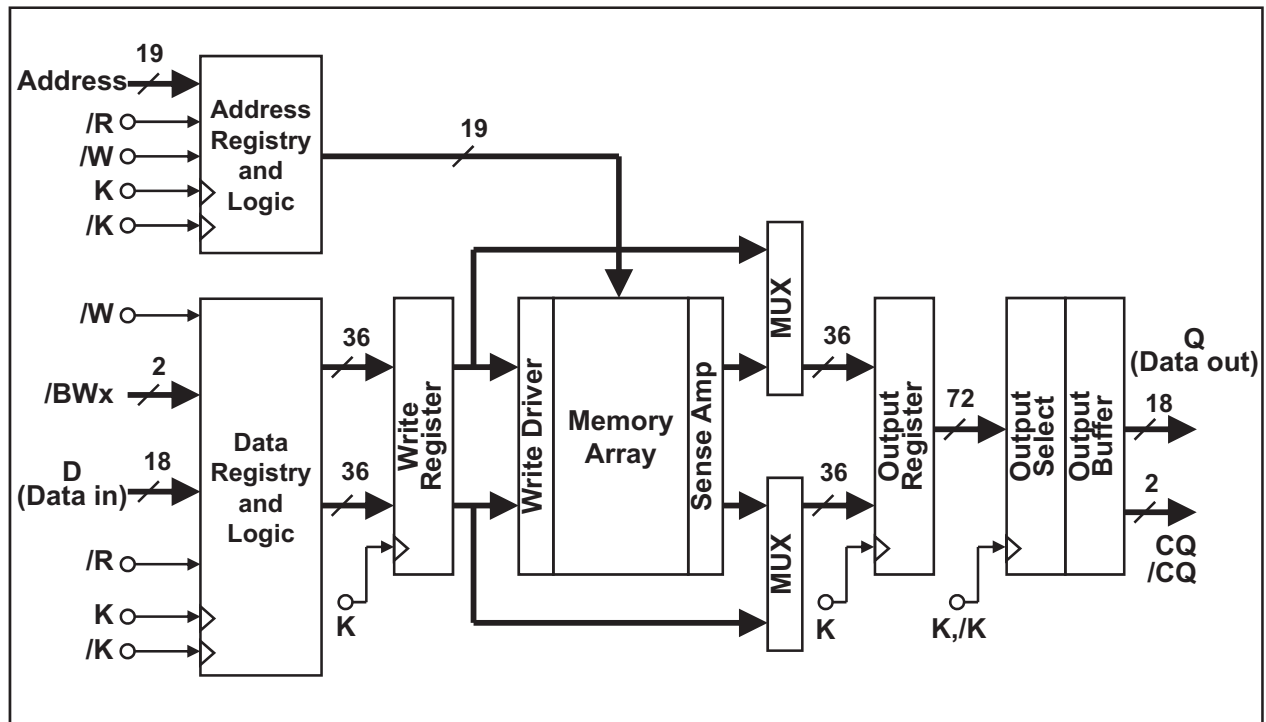 19
Address
/R
/W
K
/K
Address
Registry
and
Logic
19
/W
2
/BWx
18
D
(Data in)
/R
K
/K
Data
Registry
and
Logic
36
36
Write
Register
K
Write Driver
Memory
Array
Sense Amp
MUX
36
MUX
36
Output
Register
K
72
Output
Select
Output
Buffer
K,/K
Q
(Data out)
18
2
CQ
/CQ